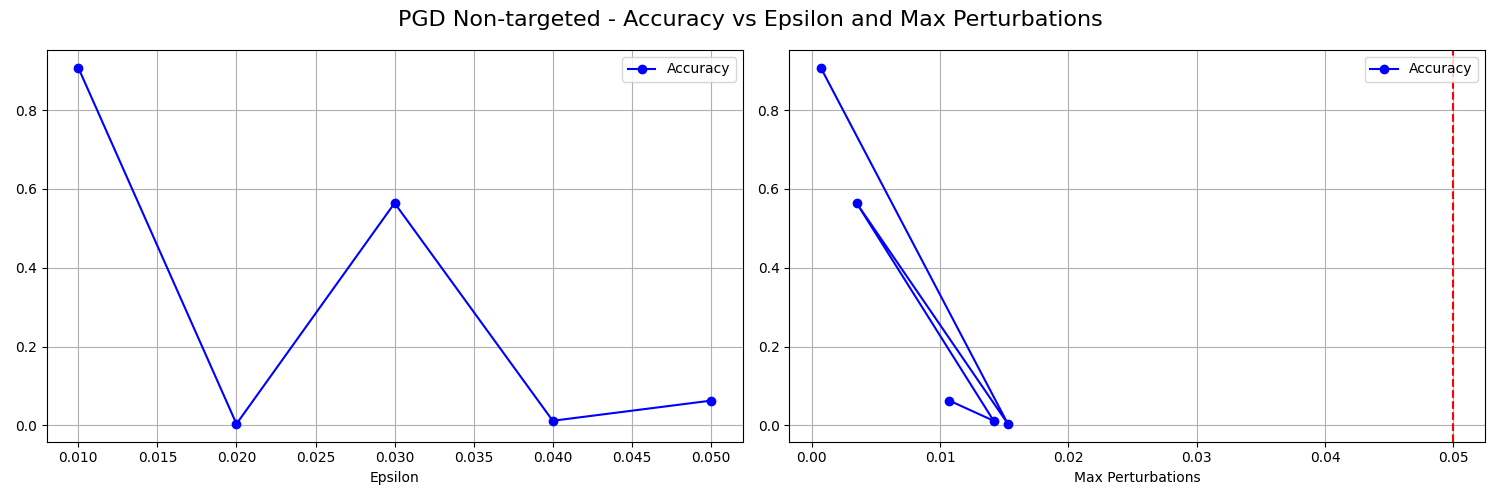 PGD Non-targeted - Accuracy vs Epsilon and Max Perturbations
Accuracy
0.8
0.6
0.4
0.2
0.0
0.010 0.015 0.020 0.025 0.030 0.035 0.040 0.045 0.050
Epsilon
Accuracy
0.8
0.6
0.4
0.2
0.0
0.00 0.01 0.02 0.03 0.04 0.05
Max Perturbations